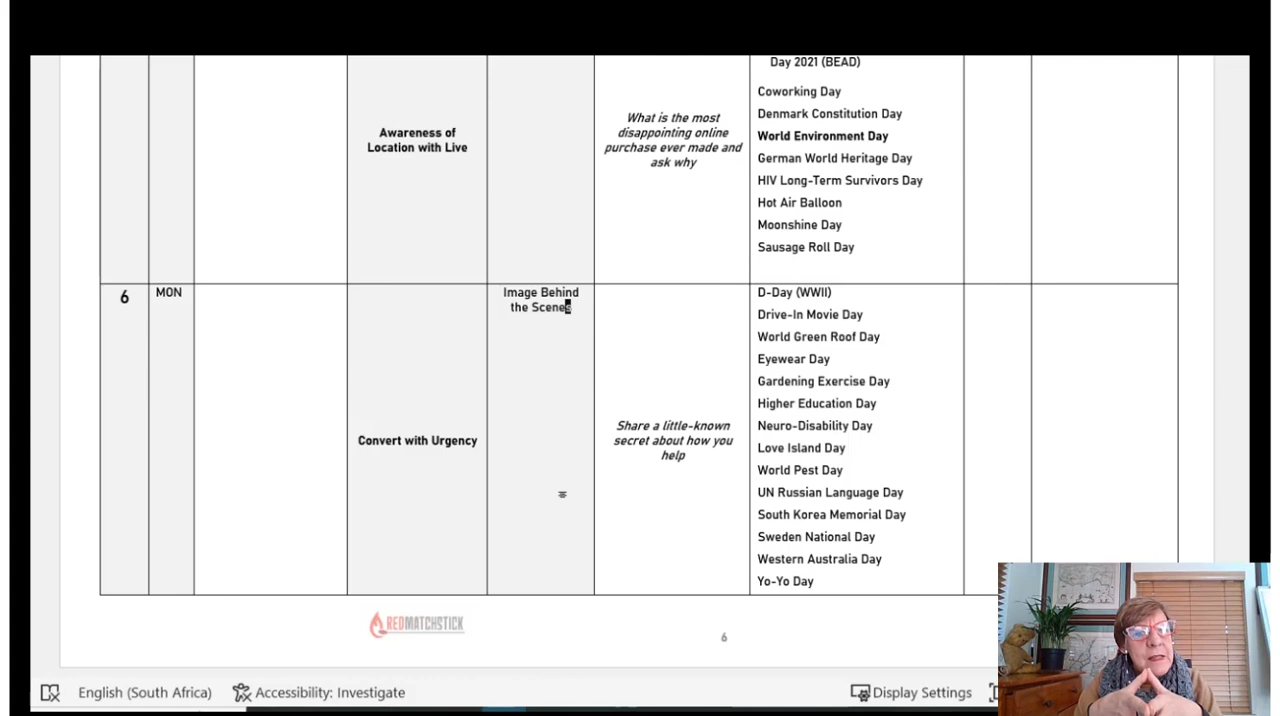 Day 2021 (BEAD)
Awareness of
Location with Live
What is the most
disappointing online
purchase ever made and
ask why
Coworking Day
Denmark Constitution Day
World Environment Day
German World Heritage Day
HIV Long-Term Survivors Day
Hot Air Balloon
Moonshine Day
Sausage Roll Day
6
MON
Convert with Urgency
Image Behind
the Scenes
Share a little-known
secret about how you
help
D-Day (WWII)
Drive-In Movie Day
World Green Roof Day
Eyewear Day
Gardening Exercise Day
Higher Education Day
Neuro-Disability Day
Love Island Day
World Pest Day
UN Russian Language Day
South Korea Memorial Day
Sweden National Day
Western Australia Day
Yo-Yo Day
REDMATCHSTICK
6
English (South Africa)
Accessibility: Investigate
Display Settings